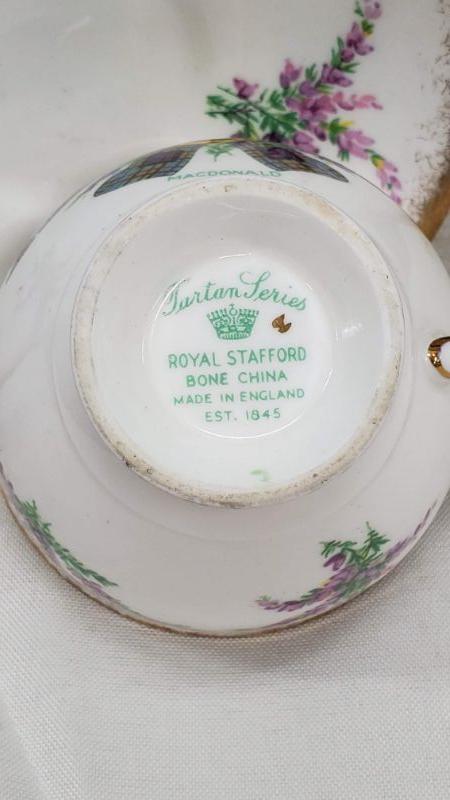 MACDONALD
Tartan Series
ROYAL STAFFORD
BONE CHINA
MADE IN ENGLAND
EST. 1845